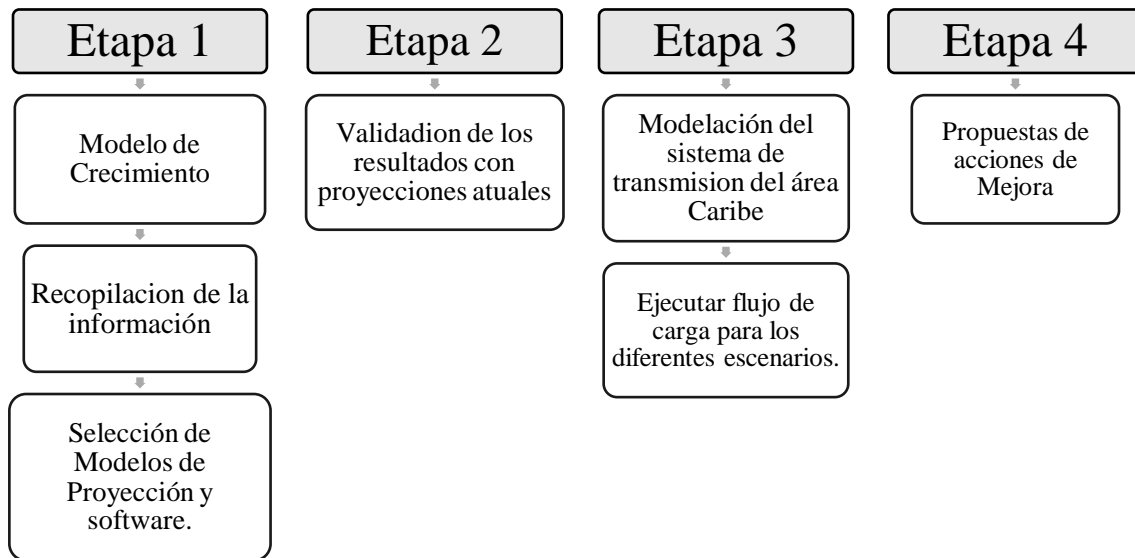 Etapa 1
Modelo de
Crecimiento
Recopilacion de la
información
Selección de
Modelos de
Proyección y
software.
Etapa 2
Validadion de los
resultados con
proyecciones atuales
Etapa 3
Modelación del
sistema de
transmision del área
Caribe
Ejecutar flujo de
carga para los
diferentes escenarios.
Etapa 4
Propuestas de
acciones de
Mejora